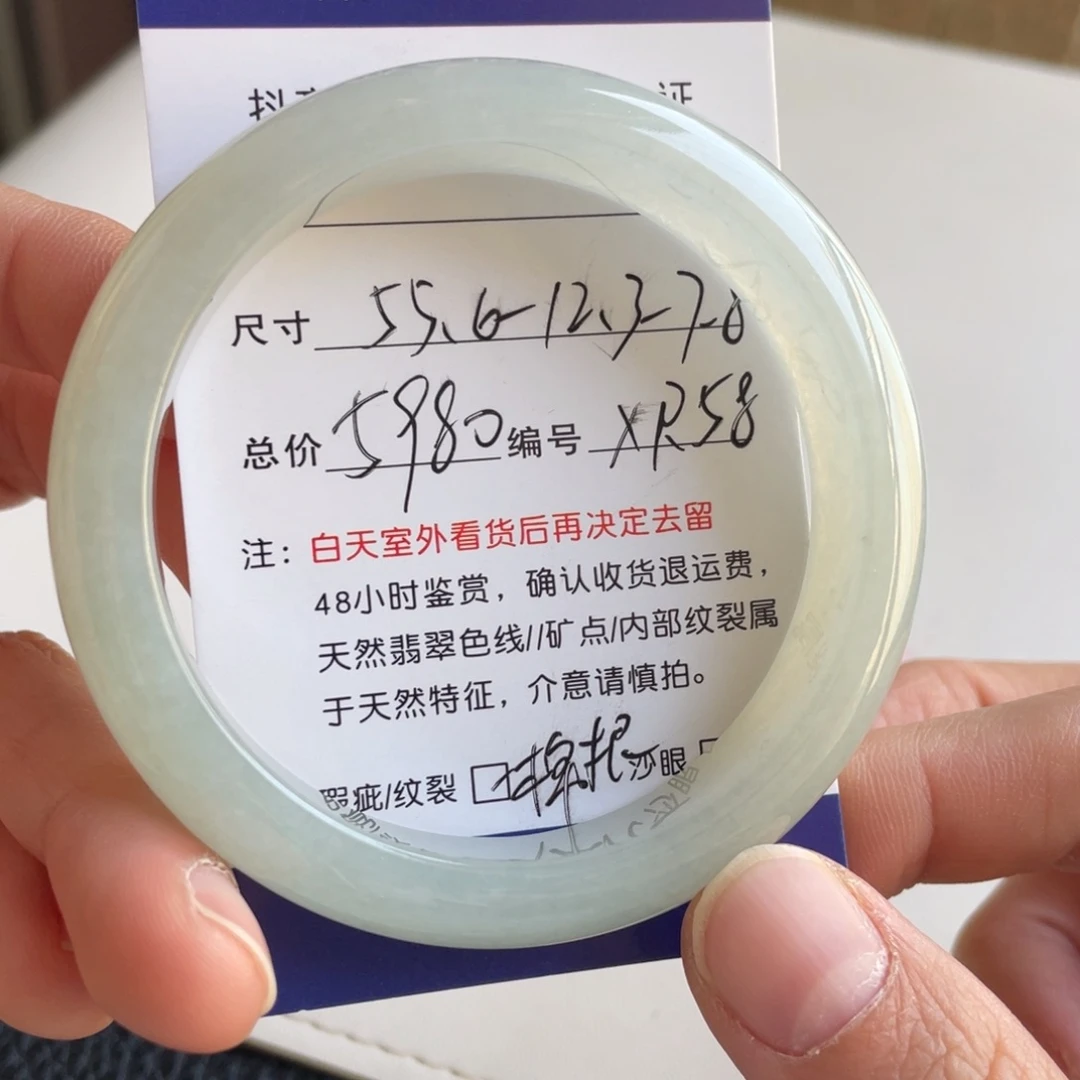 尺寸 55.6-12.3-7.8
总价 5980 编号 XR58
注：白天室外看货后再决定去留
48小时鉴赏，确认收货退运费，
天然翡翠色线//矿点/内部纹裂属
于天然特征，介意请慎拍。
瑕疵/纹裂 棉根 沙眼